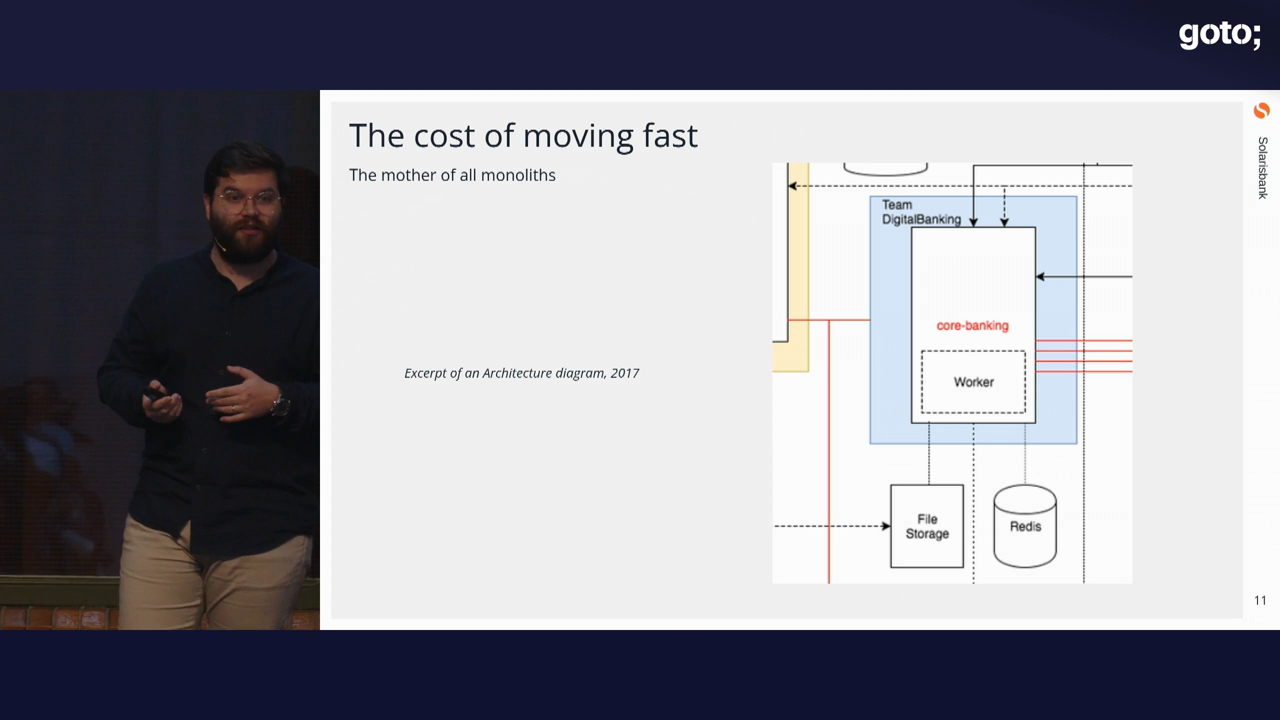 goto;
The cost of moving fast
The mother of all monoliths
Excerpt of an Architecture diagram, 2017
Team
DigitalBanking
core-banking
Worker
File
Storage
Redis
Solarisbank
11